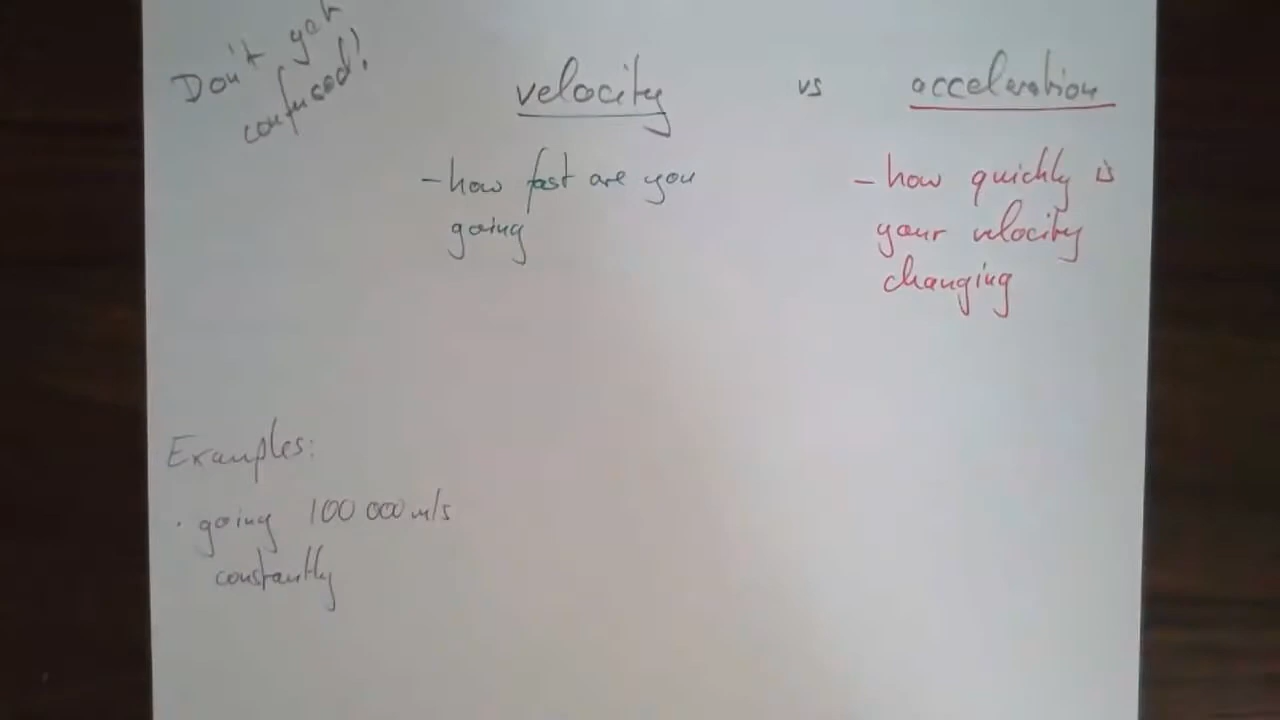 Don't get
confused!
velocity vs acceleration
- how fast are you
going
- how quickly is
your velocity
changing
Examples:
· going 100 000 m/s
constantly